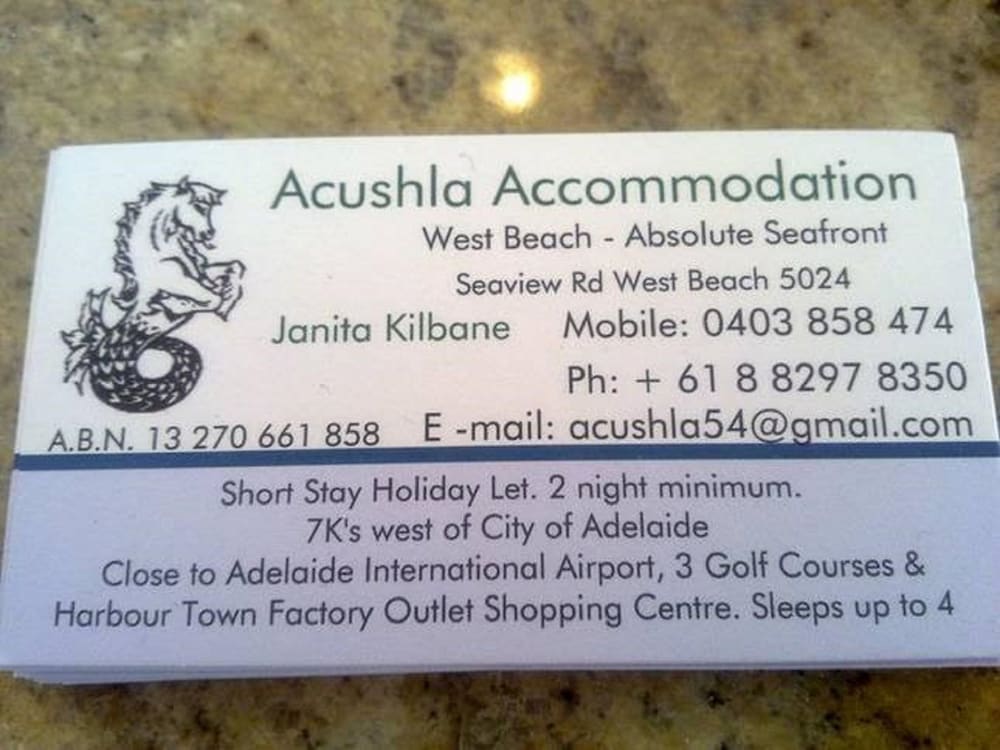 Acushla Accommodation
West Beach - Absolute Seafront
Seaview Rd West Beach 5024
Janita Kilbane Mobile: 0403 858 474
Ph: + 61 8 8297 8350
A.B.N. 13 270 661 858 E -mail: acushla54@gmail.com
Short Stay Holiday Let. 2 night minimum.
7K's west of City of Adelaide
Close to Adelaide International Airport, 3 Golf Courses &
Harbour Town Factory Outlet Shopping Centre. Sleeps up to 4